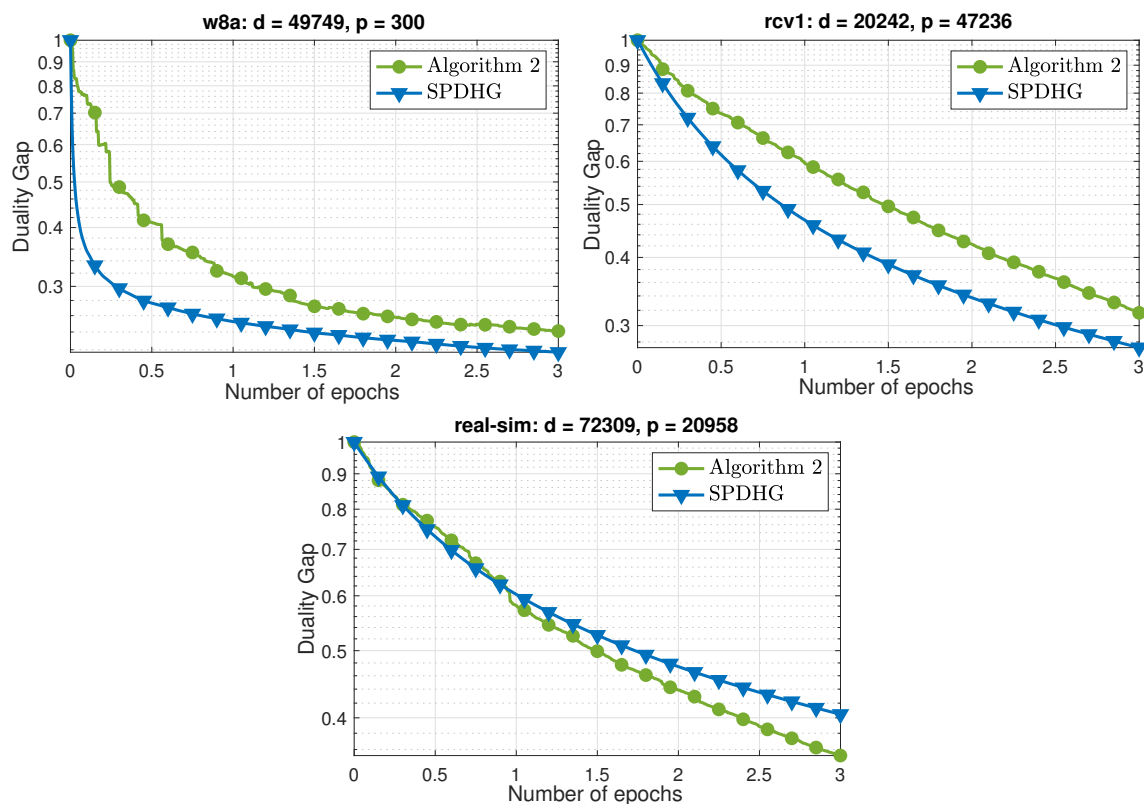 w8a: d = 49749, p = 300
1
0.9
0.8
0.7
0.6
0.5
0.4
0.3
Duality Gap
Algorithm 2
SPDHG
0 0.5 1 1.5 2 2.5 3
Number of epochs
rcv1: d = 20242, p = 47236
1
0.9
0.8
0.7
0.6
0.5
0.4
0.3
Duality Gap
Algorithm 2
SPDHG
0 0.5 1 1.5 2 2.5 3
Number of epochs
real-sim: d = 72309, p = 20958
1
0.9
0.8
0.7
0.6
0.5
0.4
Duality Gap
Algorithm 2
SPDHG
0 0.5 1 1.5 2 2.5 3
Number of epochs